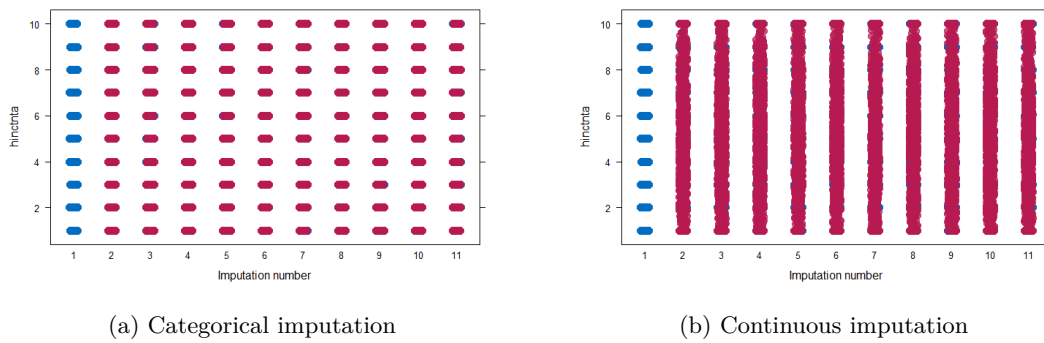 10
8
6
4
2
hinctnta
1 2 3 4 5 6 7 8 9 10 11
Imputation number
(a) Categorical imputation
10
8
6
4
2
hinctnta
1 2 3 4 5 6 7 8 9 10 11
Imputation number
(b) Continuous imputation